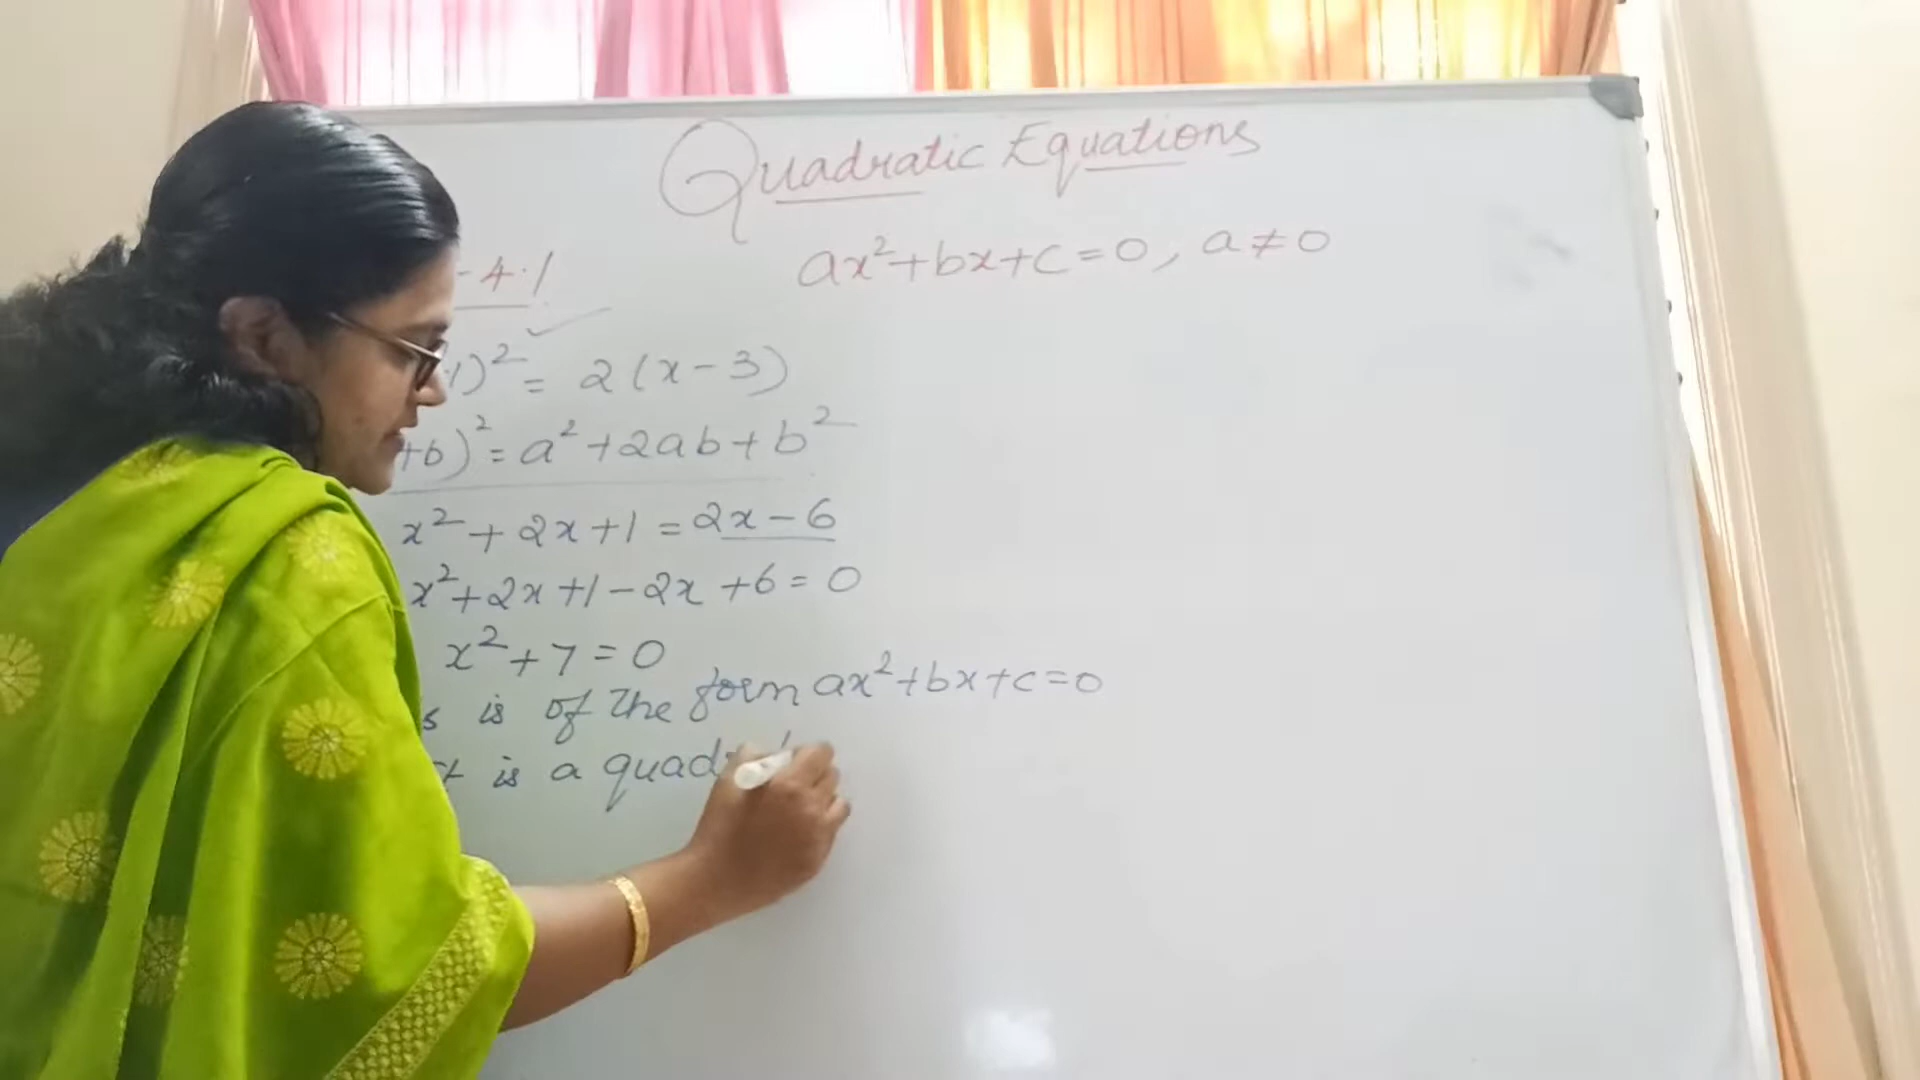 Quadratic Equations
ax²+bx+c=0, a≠0
-4.1
1)² = 2(x-3)
+b)² = a²+2ab+b²
x²+2x+1 = 2x-6
x²+2x+1-2x+6=0
x²+7=0
s is of the form ax²+bx+c=0
is a quad